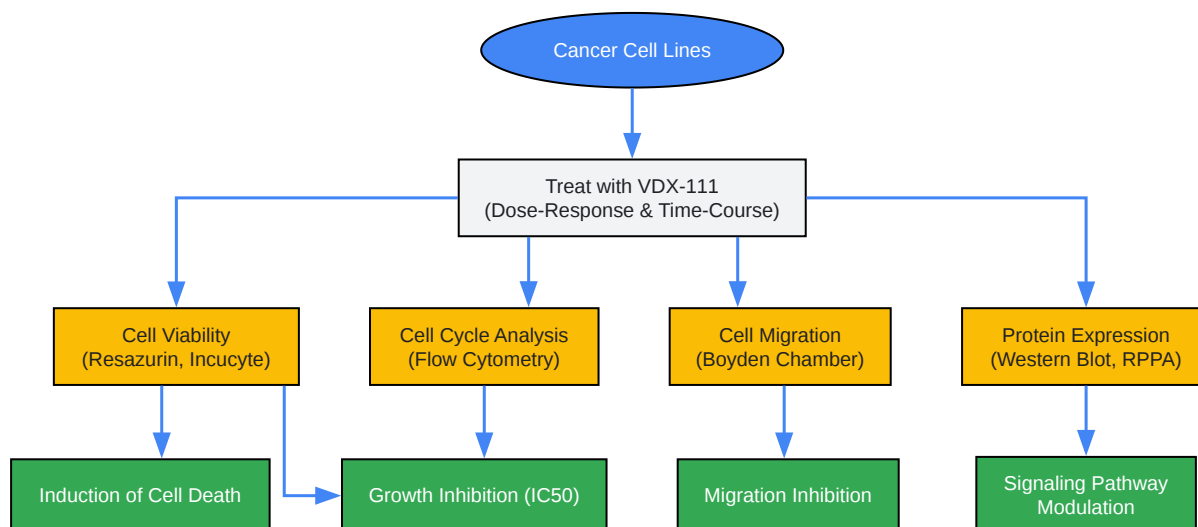 Cancer Cell Lines
Treat with VDX-111
(Dose-Response & Time-Course)
Cell Viability
(Resazurin, Incucyte)
Cell Cycle Analysis
(Flow Cytometry)
Cell Migration
(Boyden Chamber)
Protein Expression
(Western Blot, RPPA)
Induction of Cell Death
Growth Inhibition (IC50)
Migration Inhibition
Signaling Pathway
Modulation